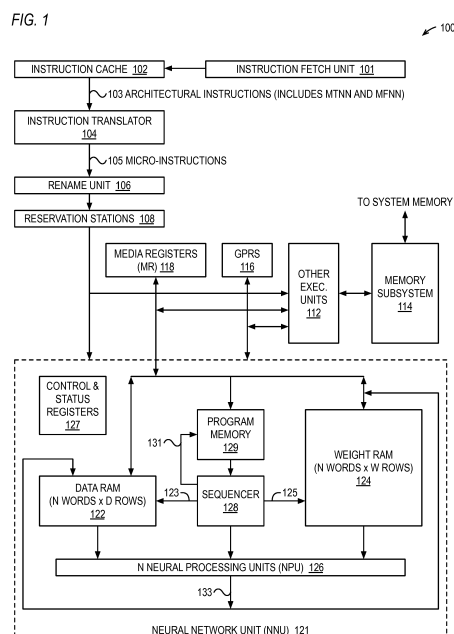 FIG. 1
100
INSTRUCTION CACHE 102
INSTRUCTION FETCH UNIT 101
103 ARCHITECTURAL INSTRUCTIONS (INCLUDES MTNN AND MFNN)
INSTRUCTION TRANSLATOR
104
105 MICRO-INSTRUCTIONS
RENAME UNIT 106
RESERVATION STATIONS 108
TO SYSTEM MEMORY
MEDIA REGISTERS
(MR) 118
GPRS
116
OTHER
EXEC.
UNITS
112
MEMORY
SUBSYSTEM
114
CONTROL &
STATUS
REGISTERS
127
131
PROGRAM
MEMORY
129
WEIGHT RAM
(N WORDS x W ROWS)
124
DATA RAM
(N WORDS x D ROWS)
122
123
SEQUENCER
128
125
N NEURAL PROCESSING UNITS (NPU) 126
133
NEURAL NETWORK UNIT (NNU) 121